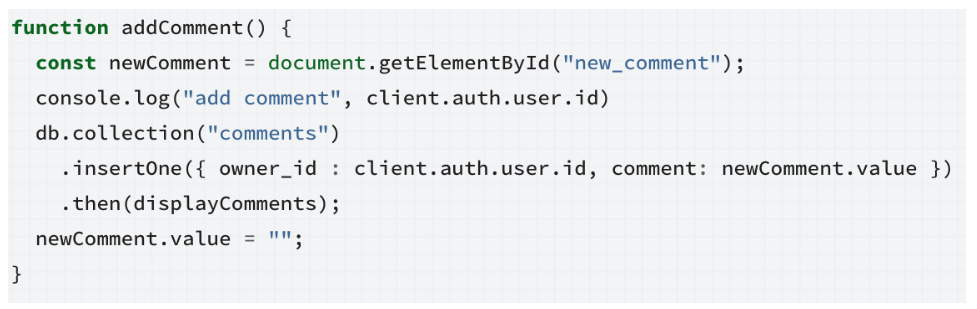 function addComment() {
  const newComment = document.getElementById("new_comment");
  console.log("add comment", client.auth.user.id)
  db.collection("comments")
    .insertOne({ owner_id : client.auth.user.id, comment: newComment.value })
    .then(displayComments);
  newComment.value = "";
}